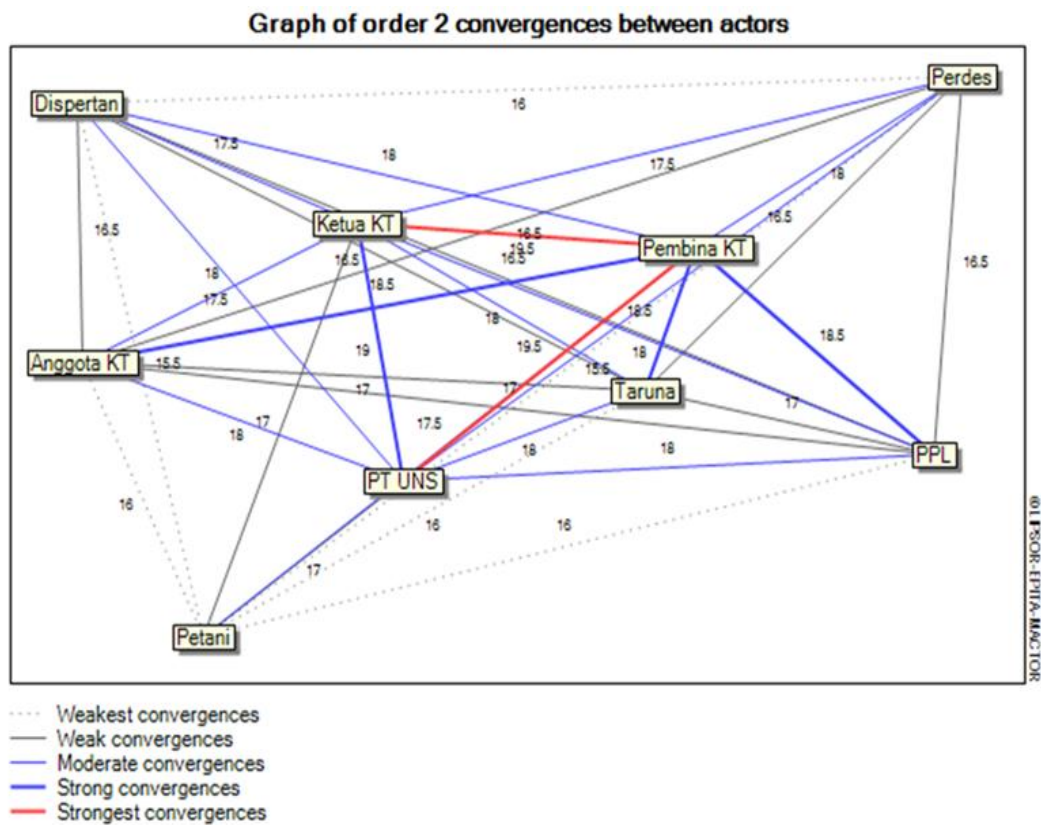 Graph of order 2 convergences between actors
Perdes
Dispertan
16
17.5
18
17.5
18
Ketua KT
16.5
16.5
Pembina KT
19.5
16.5
16.5
16.5
16.5
18
18.5
17.5
18.5
18
18.5
19
19.5
18
Anggota KT
15.5
15.5
17
17
Taruna
17
17
17.5
18
18
18
PPL
PT UNS
16
16
16
17
Petani
©LIPSOR-EPITA-MACTOR
Weakest convergences
Weak convergences
Moderate convergences
Strong convergences
Strongest convergences